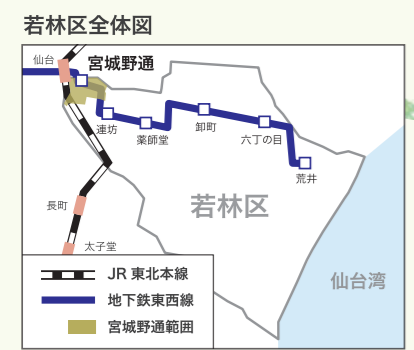 若林区全体図
仙台
宮城野通
連坊
薬師堂
卸町
六丁の目
荒井
長町
若林区
太子堂
仙台湾
JR東北本線
地下鉄東西線
宮城野通範囲